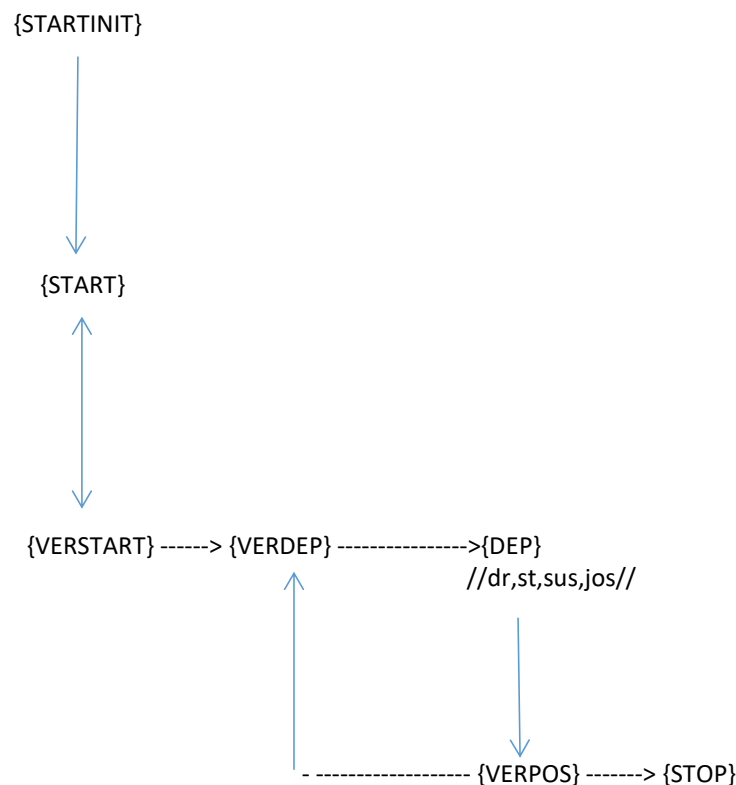 {STARTINIT}
{START}
{VERSTART} ------> {VERDEP} ---------------->{DEP}
//dr,st,sus,jos//
- ------------------- {VERPOS} -------> {STOP}